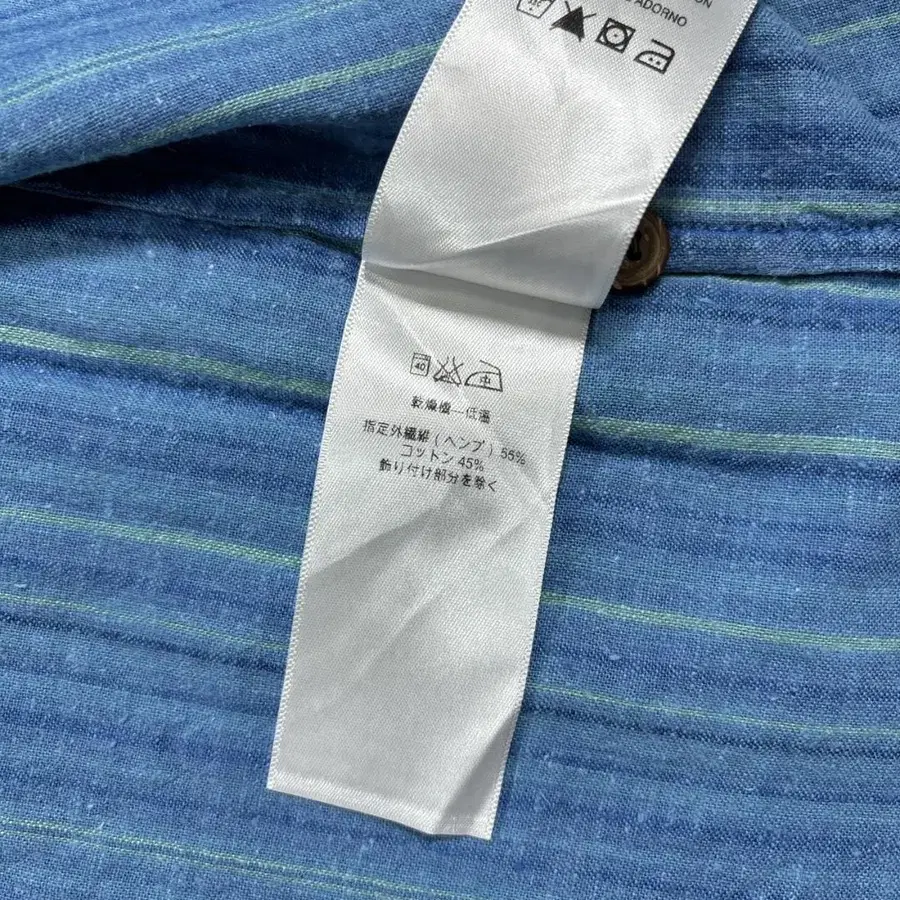 ADORNO
40 中
乾燥機—低温
指定外繊維 (ヘンプ) 55%
コットン 45%
飾り付け部分を除く